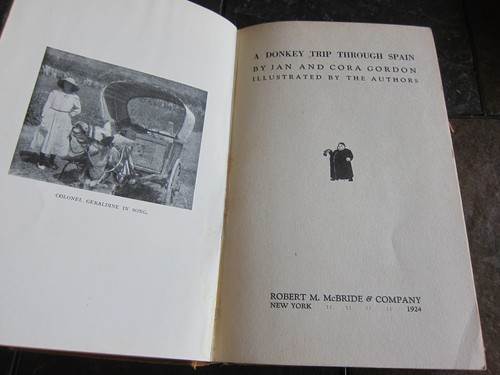 COLONEL GERALDINE IN SONG.
A DONKEY TRIP THROUGH SPAIN
BY JAN AND CORA GORDON
ILLUSTRATED BY THE AUTHORS
ROBERT M. McBRIDE & COMPANY
NEW YORK :: :: :: :: 1924